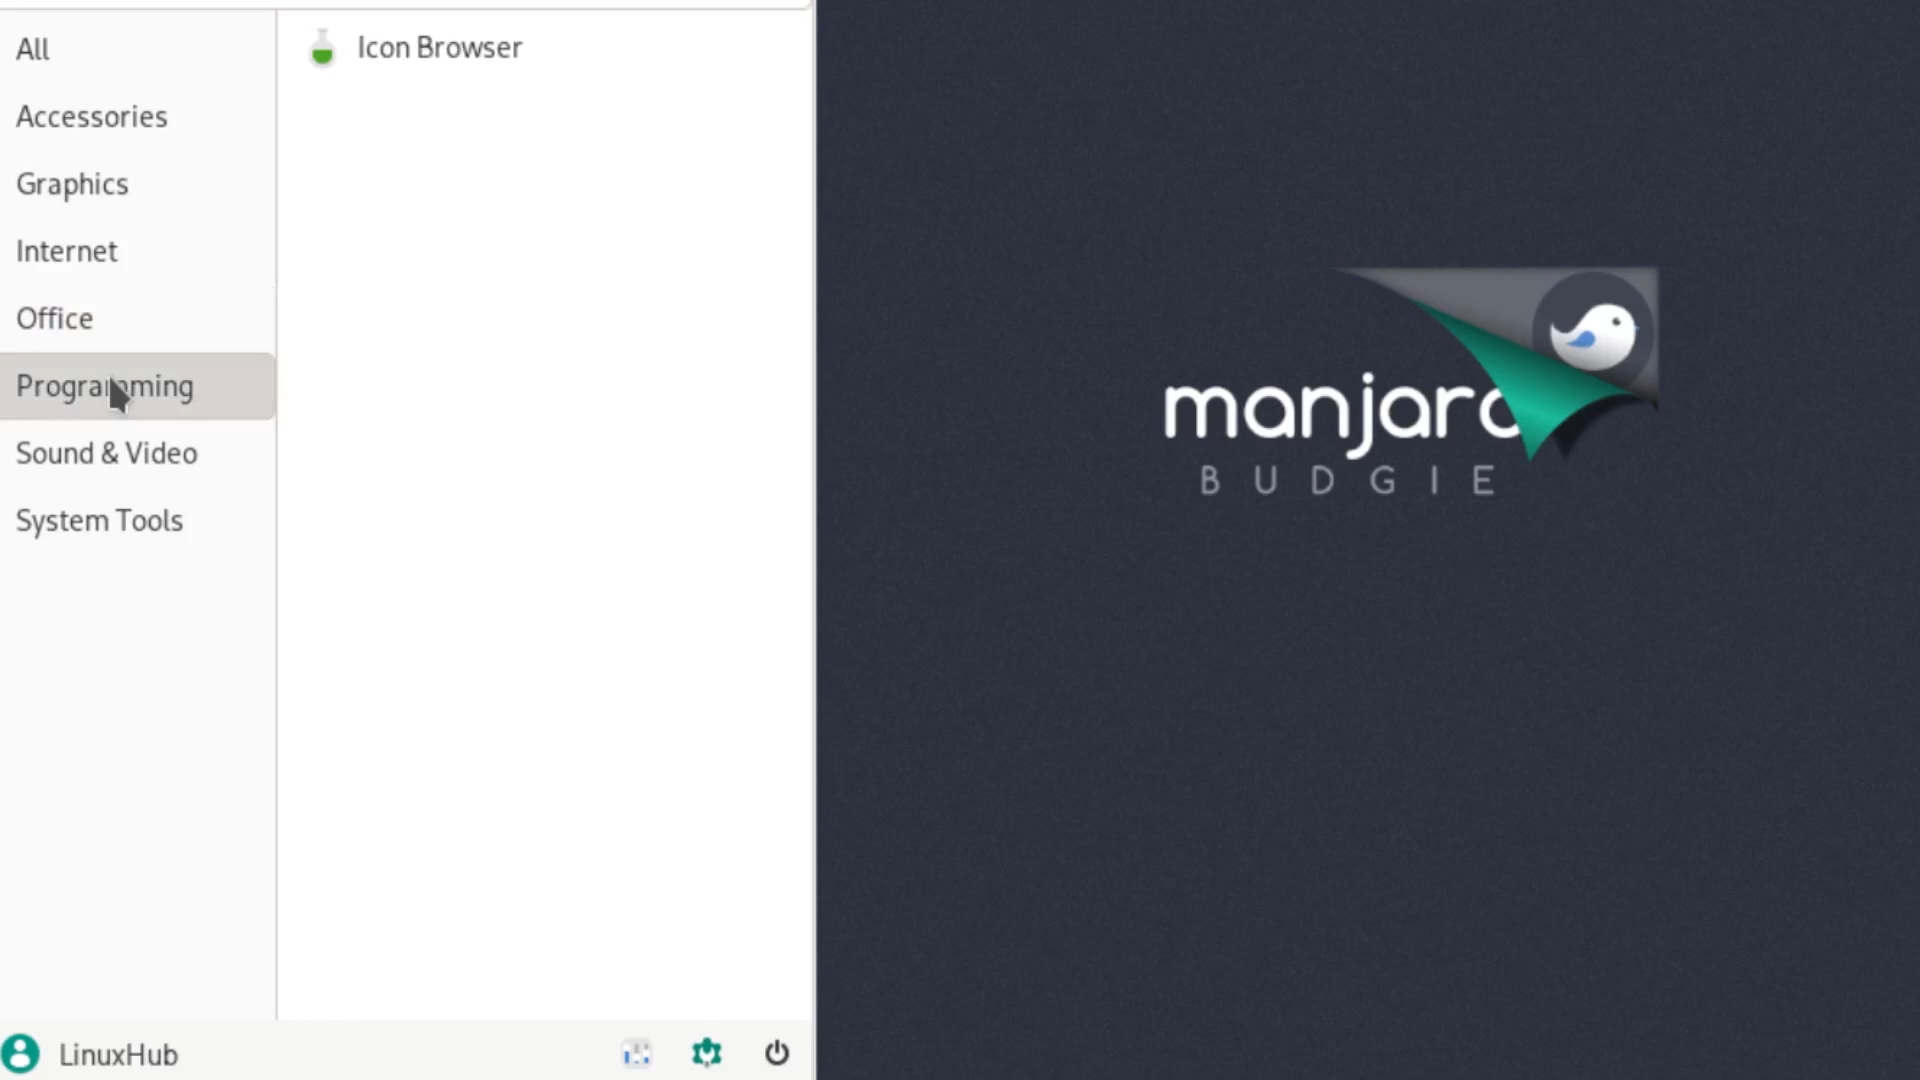 All
Accessories
Graphics
Internet
Office
Programming
Sound & Video
System Tools
Icon Browser
LinuxHub
manjaro
BUDGIE